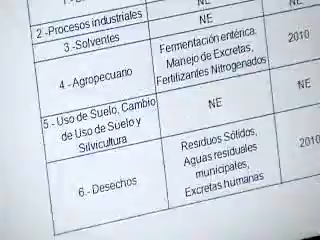 NE
2.-Procesos industriales
NE
NE
3.-Solventes
4.-Agropecuario
Fermentación entérica,
Manejo de Excretas,
Fertilizantes Nitrogenados
2010
5.- Uso de Suelo, Cambio
de Uso de Suelo y
Silvicultura
NE
NE
6.- Desechos
Residuos Sólidos,
Aguas residuales
municipales,
Excretas humanas
2010